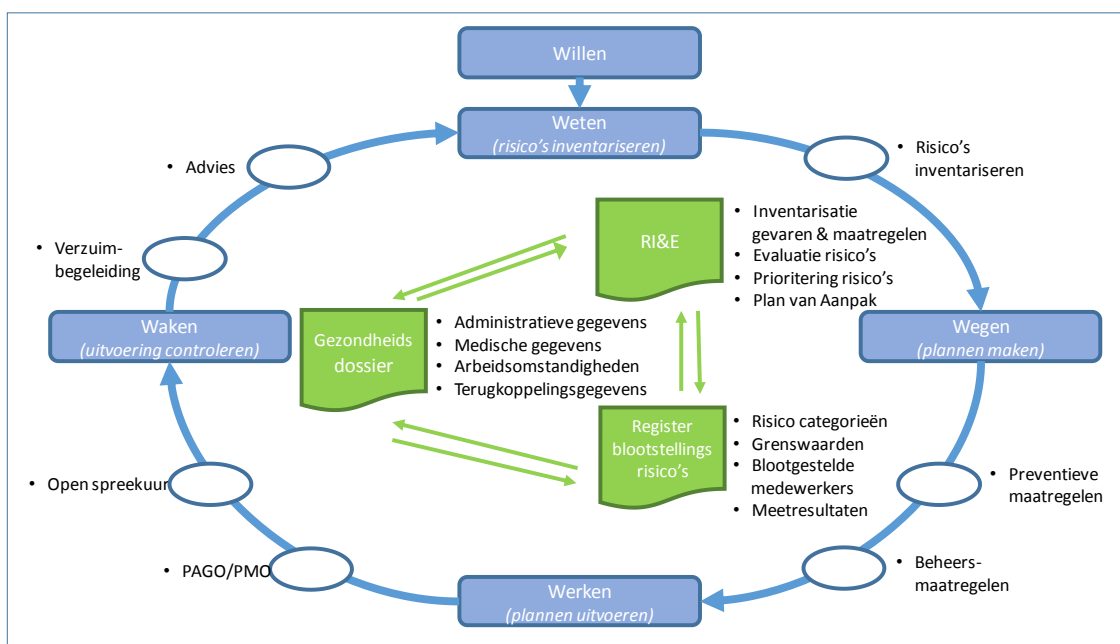 Willen
Weten
(risico's inventariseren)
• Advies
• Risico's
inventariseren
• Verzuim-
begeleiding
RI&E
• Inventarisatie
gevaren & maatregelen
• Evaluatie risico's
• Prioritering risico's
• Plan van Aanpak
Waken
(uitvoering controleren)
Gezondheids
dossier
• Administratieve gegevens
• Medische gegevens
• Arbeidsomstandigheden
• Terugkoppelingsgegevens
Wegen
(plannen maken)
Register
blootstellings
risico's
• Risico categorieën
• Grenswaarden
• Blootgestelde
medewerkers
• Meetresultaten
• Open spreekuur
• Preventieve
maatregelen
• PAGO/PMO
• Beheers-
maatregelen
Werken
(plannen uitvoeren)